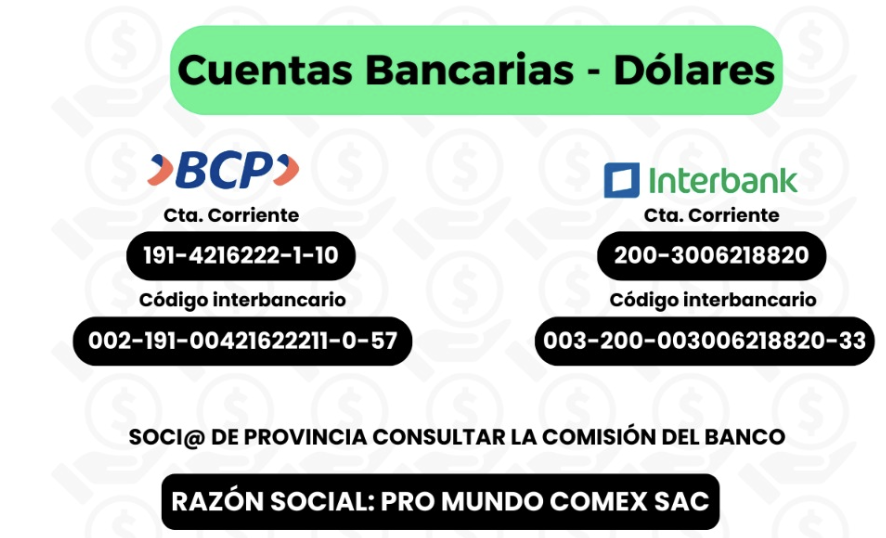 Cuentas Bancarias - Dólares
BCP
Interbank
Cta. Corriente
Cta. Corriente
191-4216222-1-10
200-3006218820
Código interbancario
Código interbancario
002-191-00421622211-0-57
003-200-003006218820-33
SOCI@ DE PROVINCIA CONSULTAR LA COMISIÓN DEL BANCO
RAZÓN SOCIAL: PRO MUNDO COMEX SAC